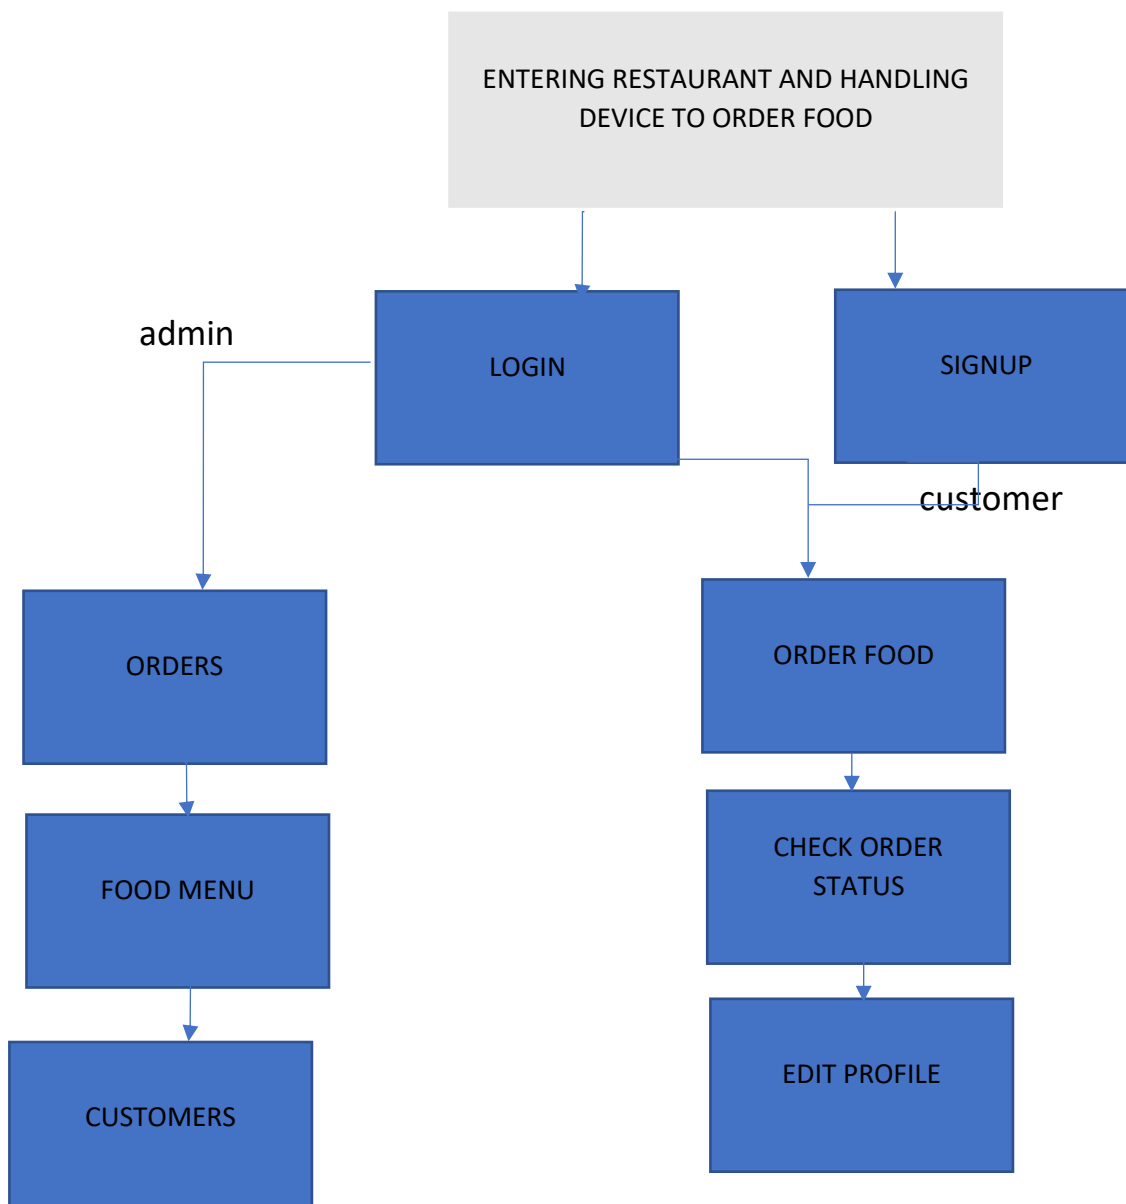 ENTERING RESTAURANT AND HANDLING
DEVICE TO ORDER FOOD
admin
LOGIN
SIGNUP
customer
ORDERS
ORDER FOOD
FOOD MENU
CHECK ORDER
STATUS
CUSTOMERS
EDIT PROFILE